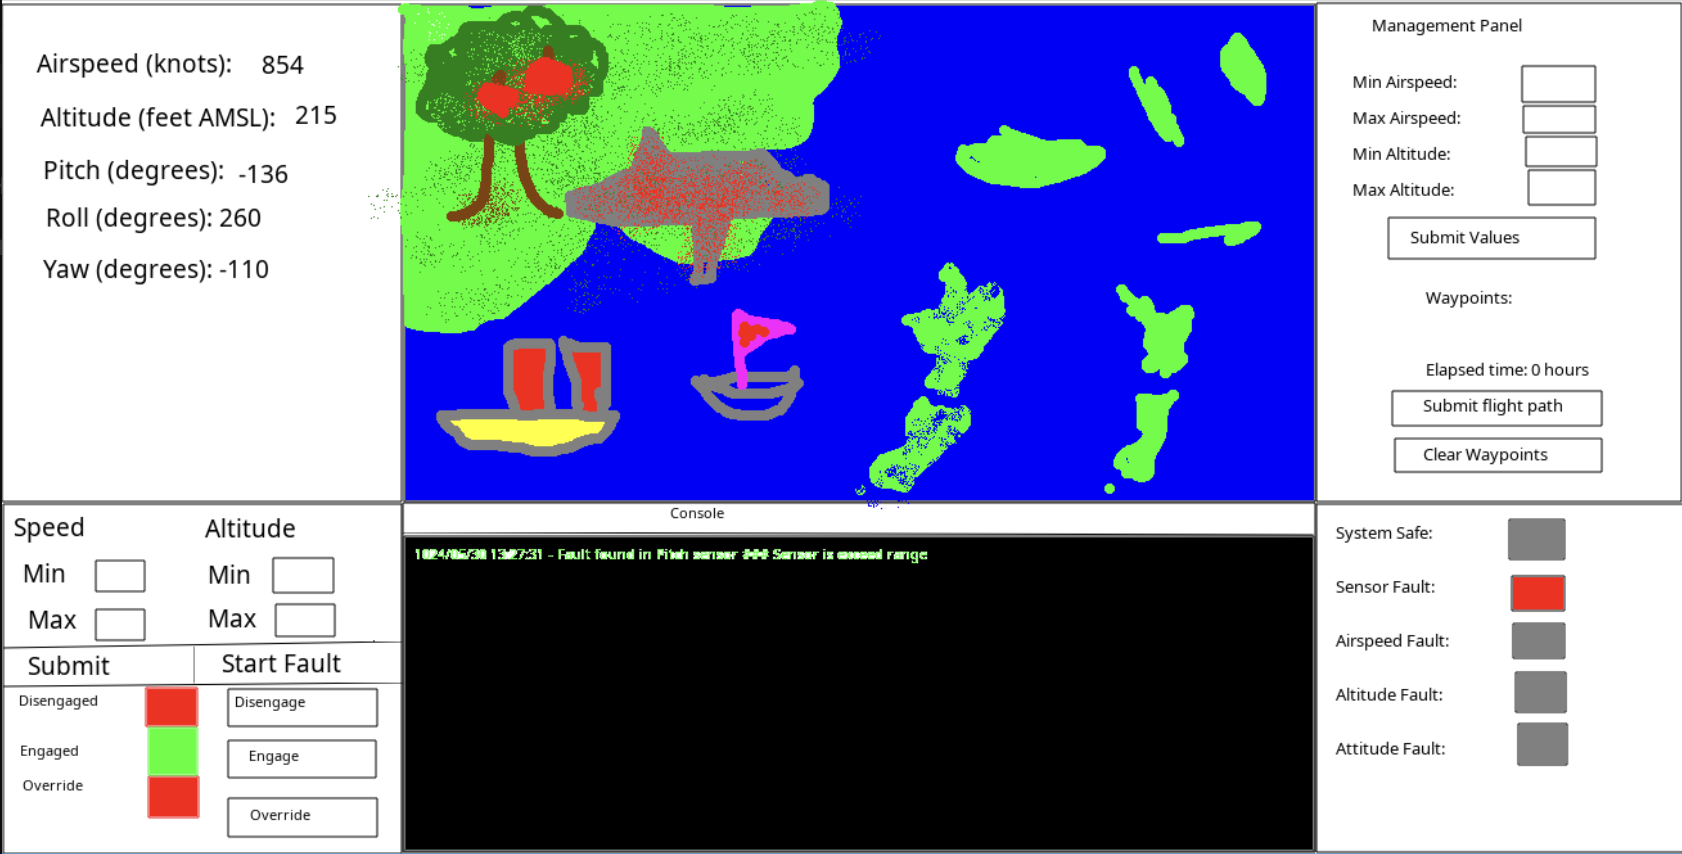 Airspeed (knots): 854
Altitude (feet AMSL): 215
Pitch (degrees): -136
Roll (degrees): 260
Yaw (degrees): -110
Management Panel
Min Airspeed:
Max Airspeed:
Min Altitude:
Max Altitude:
Submit Values
Waypoints:
Elapsed time: 0 hours
Submit flight path
Clear Waypoints
Speed
Altitude
Min
Min
Max
Max
Submit
Start Fault
Disengaged
Disengage
Engaged
Engage
Override
Override
Console
- Fault found in Pitch sensor ### Sensor is exceed range
System Safe:
Sensor Fault:
Airspeed Fault:
Altitude Fault:
Attitude Fault: